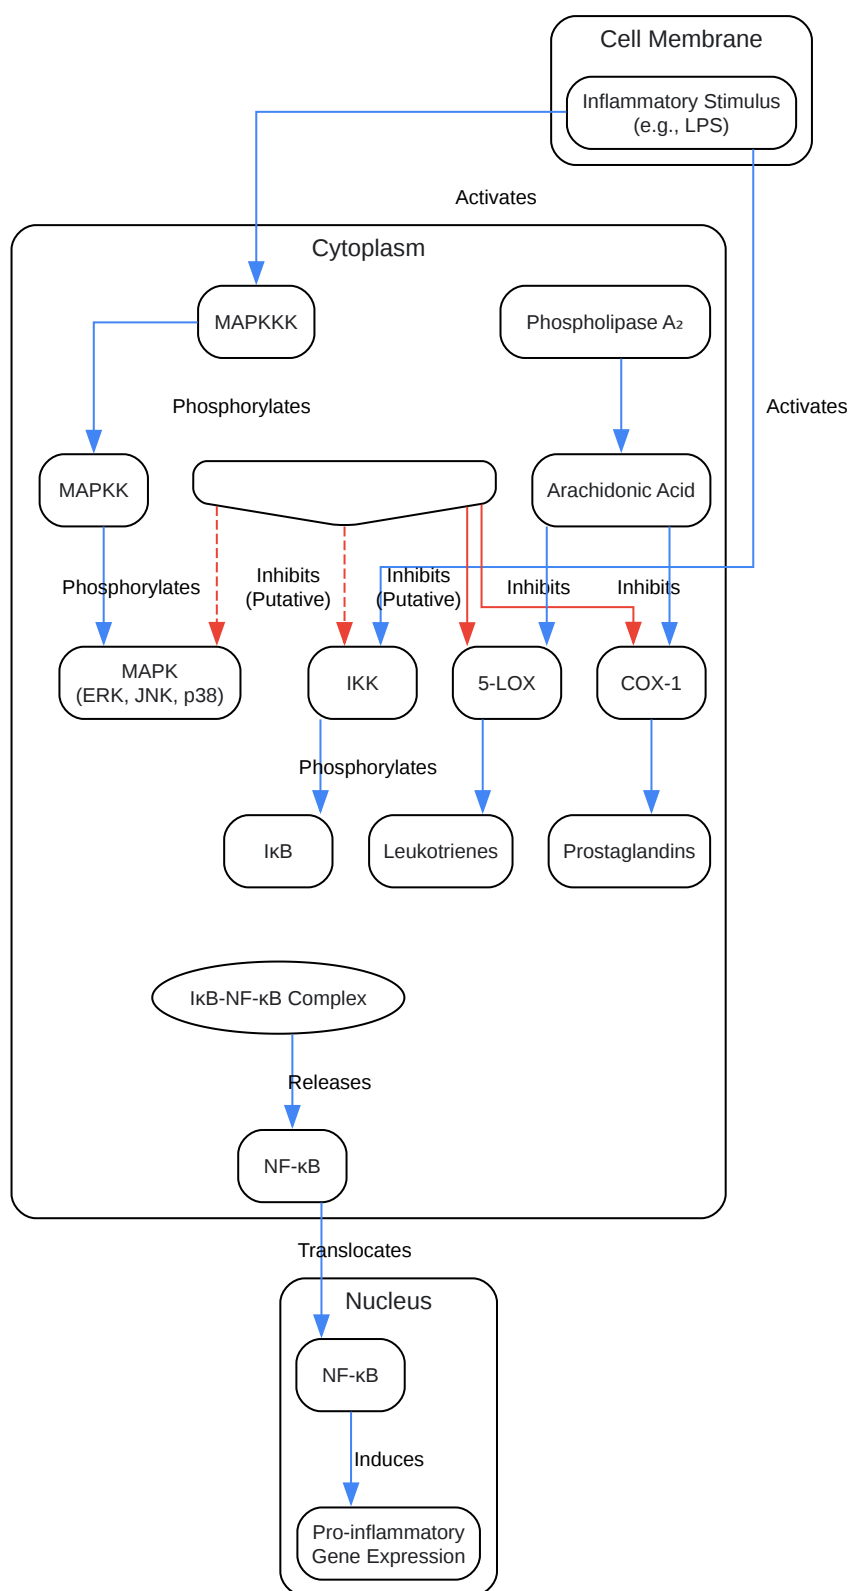 Cell Membrane
Inflammatory Stimulus
(e.g., LPS)
Activates
Cytoplasm
MAPKKK
Phospholipase A₂
Phosphorylates
Activates
MAPKK
Arachidonic Acid
Phosphorylates
Inhibits
(Putative)
Inhibits
(Putative)
Inhibits
Inhibits
MAPK
(ERK, JNK, p38)
IKK
5-LOX
COX-1
Phosphorylates
IκB
Leukotrienes
Prostaglandins
IκB-NF-κB Complex
Releases
NF-κB
Translocates
Nucleus
NF-κB
Induces
Pro-inflammatory
Gene Expression